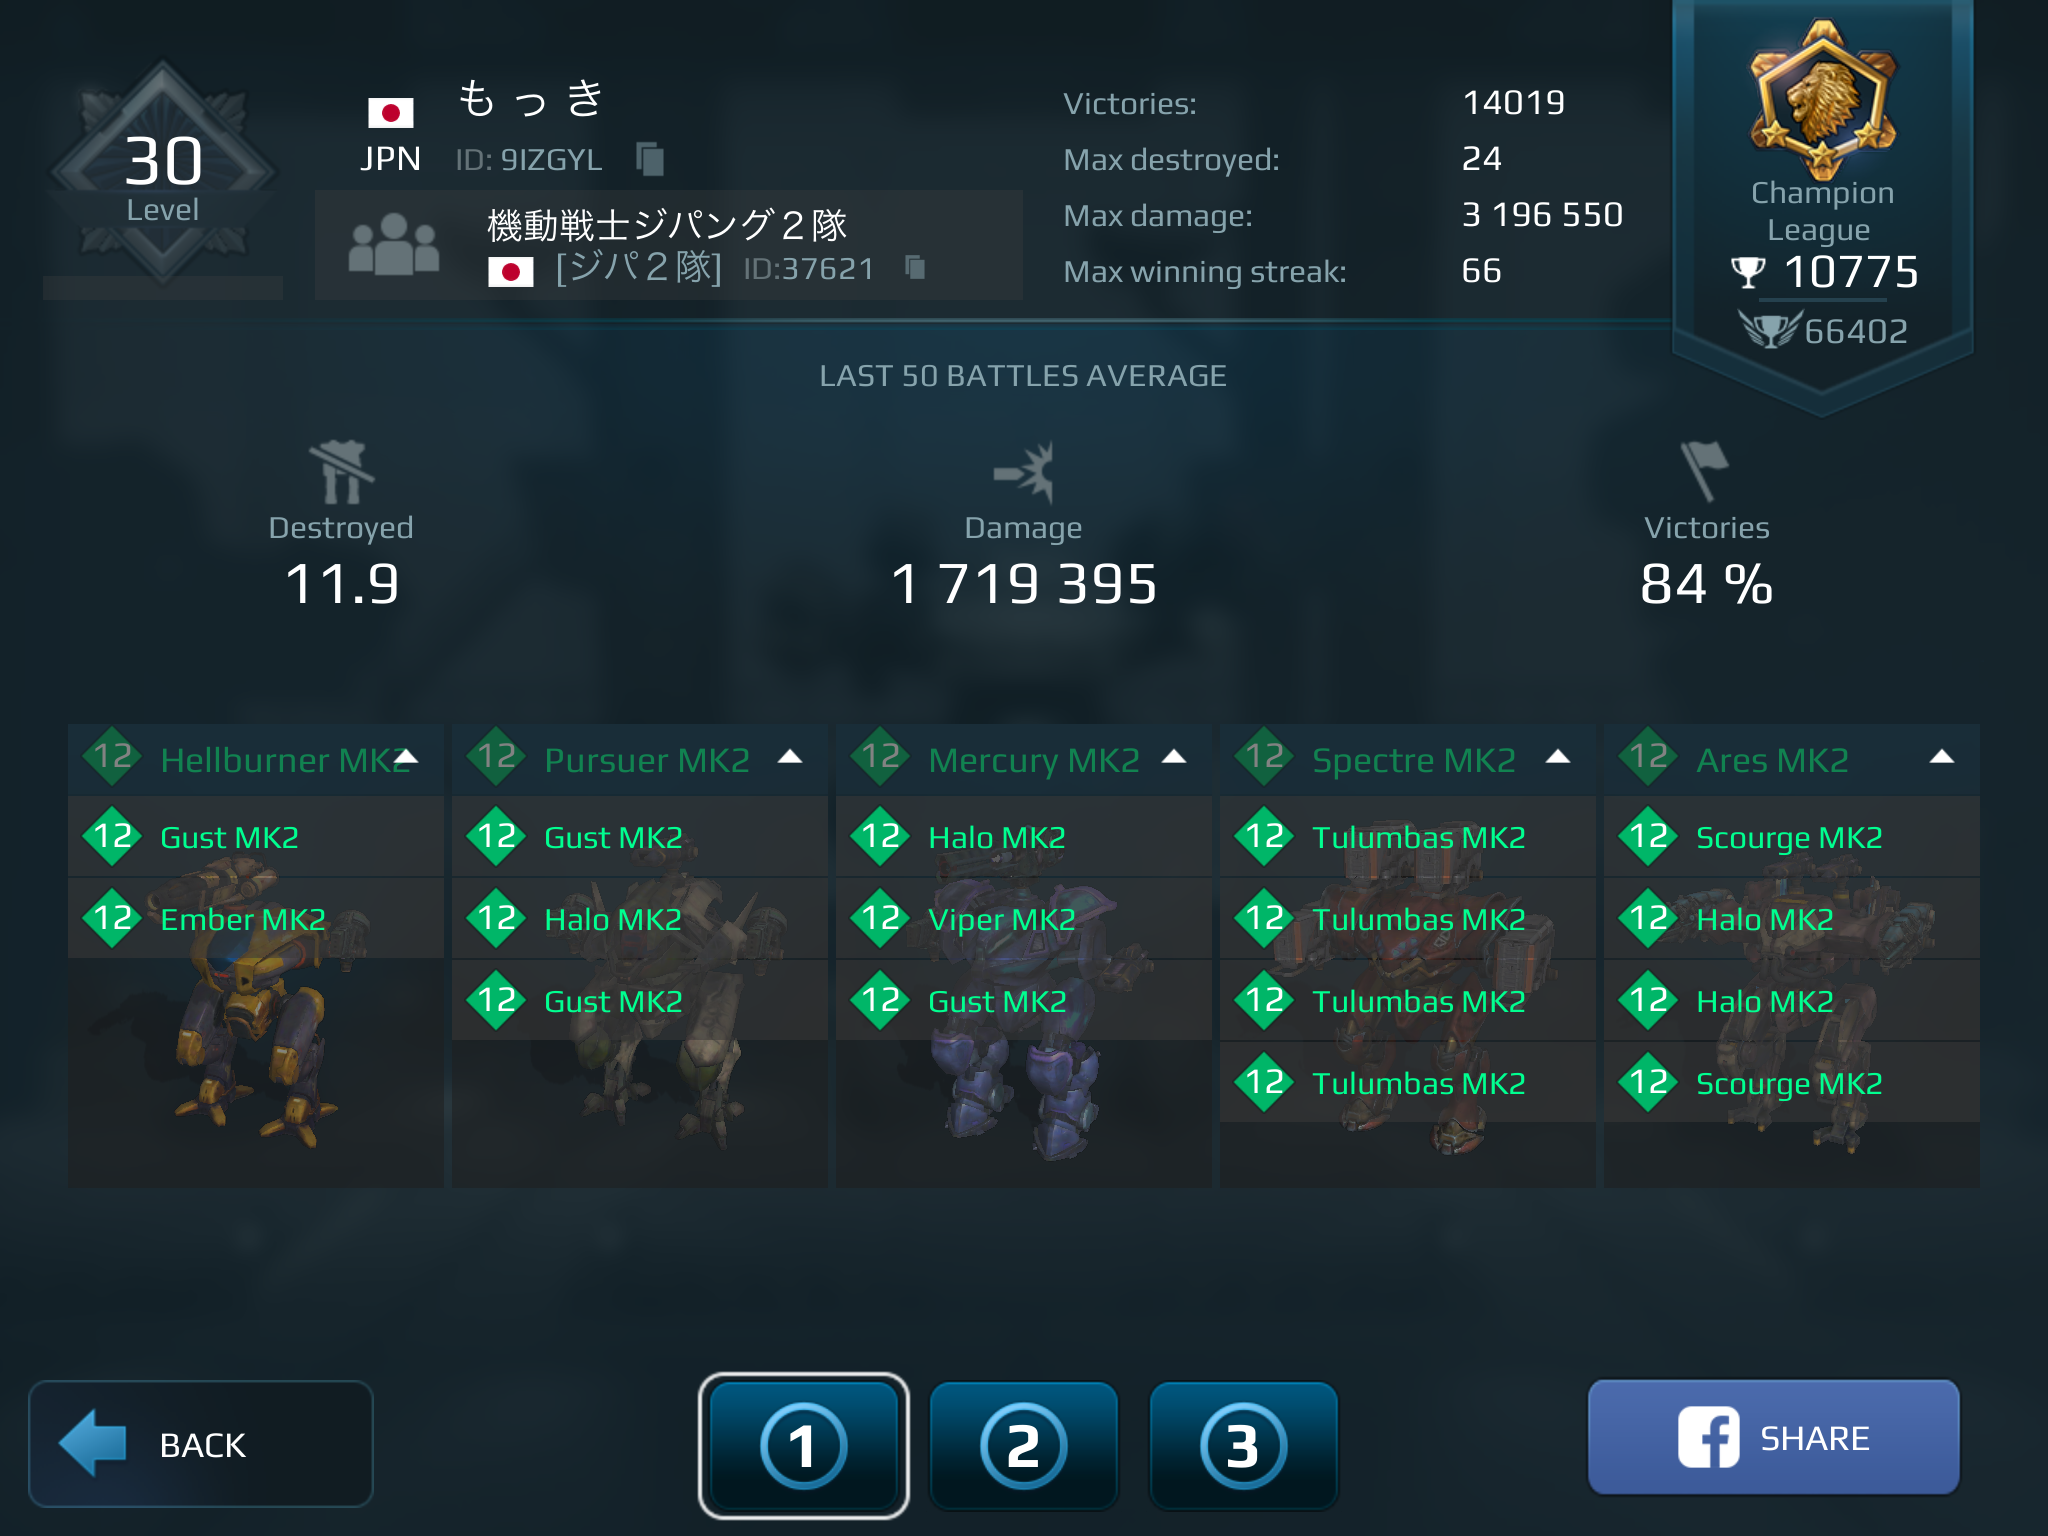 30
Level
もっき
JPN
ID: 9IZGYL
機動戦士ジパング２隊
[ジパ２隊] ID:37621
Victories: 14019
Max destroyed: 24
Max damage: 3 196 550
Max winning streak: 66
Champion
League
10775
66402
LAST 50 BATTLES AVERAGE
Destroyed
11.9
Damage
1 719 395
Victories
84 %
12 Hellburner MK2
12 Gust MK2
12 Ember MK2
12 Pursuer MK2
12 Gust MK2
12 Halo MK2
12 Gust MK2
12 Mercury MK2
12 Halo MK2
12 Viper MK2
12 Gust MK2
12 Spectre MK2
12 Tulumbas MK2
12 Tulumbas MK2
12 Tulumbas MK2
12 Tulumbas MK2
12 Ares MK2
12 Scourge MK2
12 Halo MK2
12 Halo MK2
12 Scourge MK2
BACK
1
2
3
SHARE